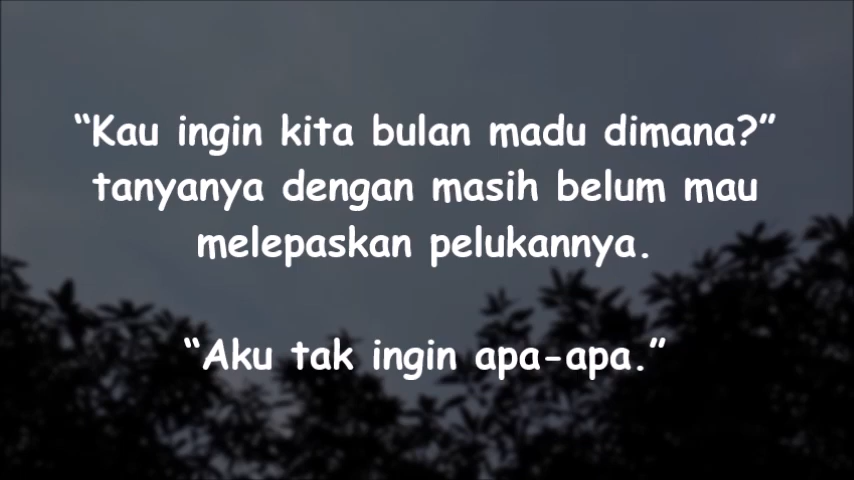 “Kau ingin kita bulan madu dimana?”
tanyanya dengan masih belum mau
melepaskan pelukannya.
“Aku tak ingin apa-apa.”